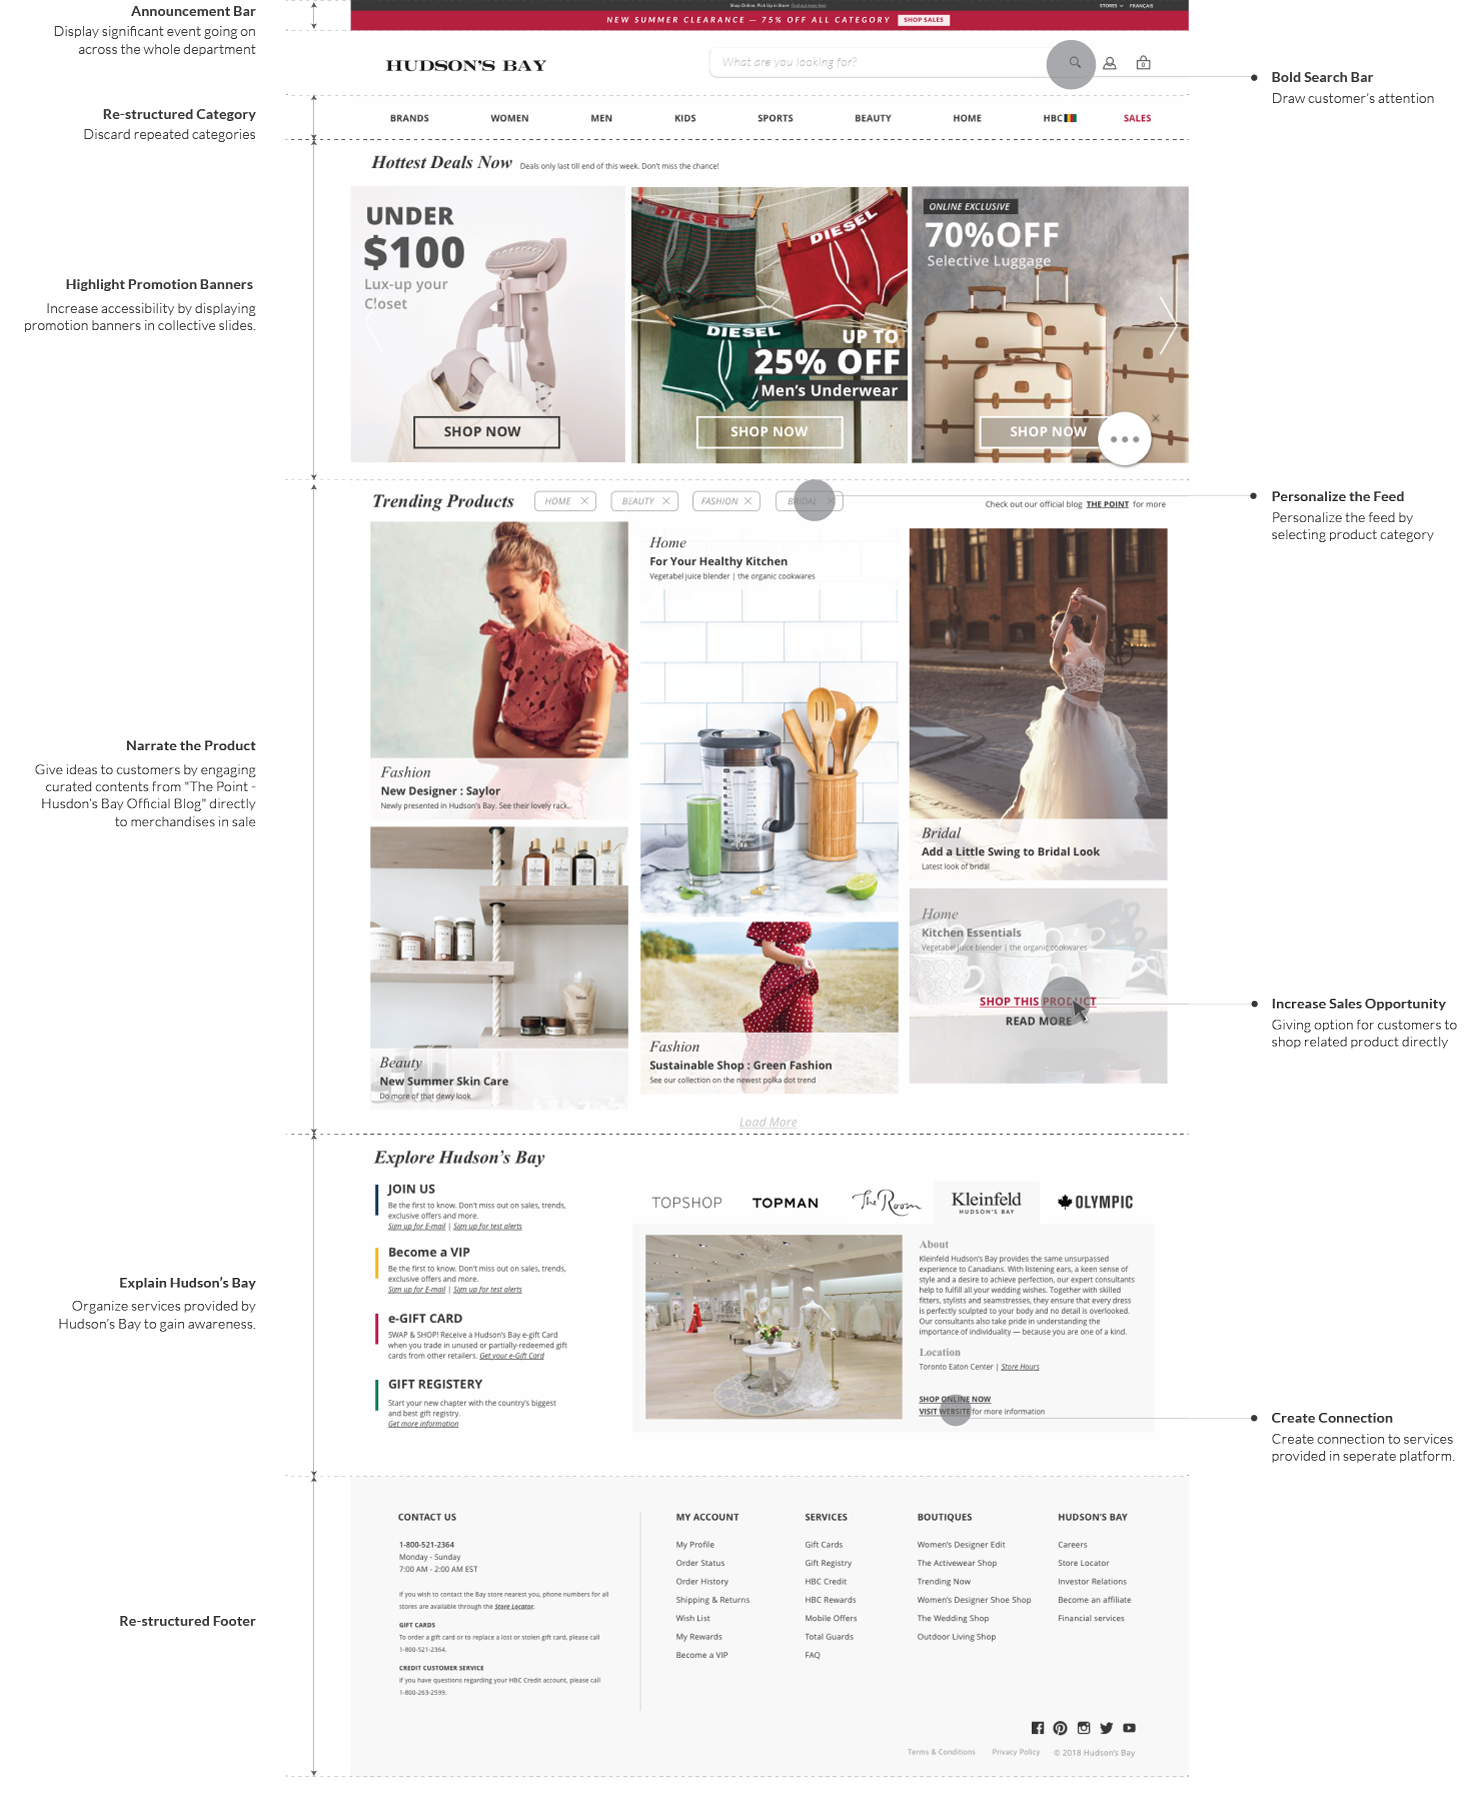 Announcement Bar
Display significant event going on
across the whole department
Shop Online, Pick Up in Store Find out more here
STORES
FRANÇAIS
NEW SUMMER CLEARANCE — 75% OFF ALL CATEGORY
SHOP SALES
HUDSON'S BAY
What are you looking for?
0
Bold Search Bar
Draw customer's attention
Re-structured Category
Discard repeated categories
BRANDS
WOMEN
MEN
KIDS
SPORTS
BEAUTY
HOME
HBC
SALES
Hottest Deals Now
Deals only last till end of this week. Don't miss the chance!
Highlight Promotion Banners
Increase accessibility by displaying
promotion banners in collective slides.
UNDER
$100
Lux-up your
Closet
SHOP NOW
DIESEL
DIESEL
DIESEL
UP TO
25% OFF
Men's Underwear
SHOP NOW
ONLINE EXCLUSIVE
70%OFF
Selective Luggage
SHOP NOW
Trending Products
HOME
BEAUTY
FASHION
BRIDAL
Check out our official blog THE POINT for more
Personalize the Feed
Personalize the feed by
selecting product category
Narrate the Product
Give ideas to customers by engaging
curated contents from "The Point -
Husdon's Bay Official Blog" directly
to merchandises in sale
Fashion
New Designer : Saylor
Newly presented in Hudson's Bay. See their lovely rack..
Home
For Your Healthy Kitchen
Vegetabel juice blender | the organic cookwares
Bridal
Add a Little Swing to Bridal Look
Latest look of bridal
Beauty
New Summer Skin Care
Do more of that dewy look
Fashion
Sustainable Shop : Green Fashion
See our collection on the newest polka dot trend
Home
Kitchen Essentials
Vegetabel juice blender | the organic cookwares
SHOP THIS PRODUCT
READ MORE
Increase Sales Opportunity
Giving option for customers to
shop related product directly
Load More
Explain Hudson's Bay
Organize services provided by
Hudson's Bay to gain awareness.
Explore Hudson's Bay
JOIN US
Be the first to know. Don't miss out on sales, trends,
exclusive offers and more.
Sign up for E-mail | Sign up for test alerts
Become a VIP
Be the first to know. Don't miss out on sales, trends,
exclusive offers and more.
Sign up for E-mail | Sign up for test alerts
e-GIFT CARD
SWAP & SHOP! Receive a Hudson's Bay e-gift Card
when you trade in unused or partially-redeemed gift
cards from other retailers. Get your e-Gift Card
GIFT REGISTERY
Start your new chapter with the country's biggest
and best gift registry.
Get more information
TOPSHOP
TOPMAN
The Room
Kleinfeld
HUDSON'S BAY
OLYMPIC
About
Kleinfeld Hudson's Bay provides the same unsurpassed
experience to Canadians. With listening ears, a keen sense of
style and a desire to achieve perfection, our expert consultants
help to fulfill all your wedding wishes. Together with skilled
fitters, stylists and seamstresses, they ensure that every dress
is perfectly sculpted to your body and no detail is overlooked.
Our consultants also take pride in understanding the
importance of individuality — because you are one of a kind.
Location
Toronto Eaton Center | Store Hours
SHOP ONLINE NOW
VISIT WEBSITE for more information
Create Connection
Create connection to services
provided in seperate platform.
Re-structured Footer
CONTACT US
1-800-521-2364
Monday - Sunday
7:00 AM - 2:00 AM EST
If you wish to contact the Bay store nearest you, phone numbers for all
stores are available through the Store Locator.
GIFT CARDS
To order a gift card or to replace a lost or stolen gift card, please call
1-800-521-2364.
CREDIT CUSTOMER SERVICE
If you have questions regarding your HBC Credit account, please call
1-800-263-2599.
MY ACCOUNT
My Profile
Order Status
Order History
Shipping & Returns
Wish List
My Rewards
Become a VIP
SERVICES
Gift Cards
Gift Registry
HBC Credit
HBC Rewards
Mobile Offers
Total Guards
FAQ
BOUTIQUES
Women's Designer Edit
The Activewear Shop
Trending Now
Women's Designer Shoe Shop
The Wedding Shop
Outdoor Living Shop
HUDSON'S BAY
Careers
Store Locator
Investor Relations
Become an affiliate
Financial services
Terms & Conditions
Privacy Policy
© 2018 Hudson's Bay